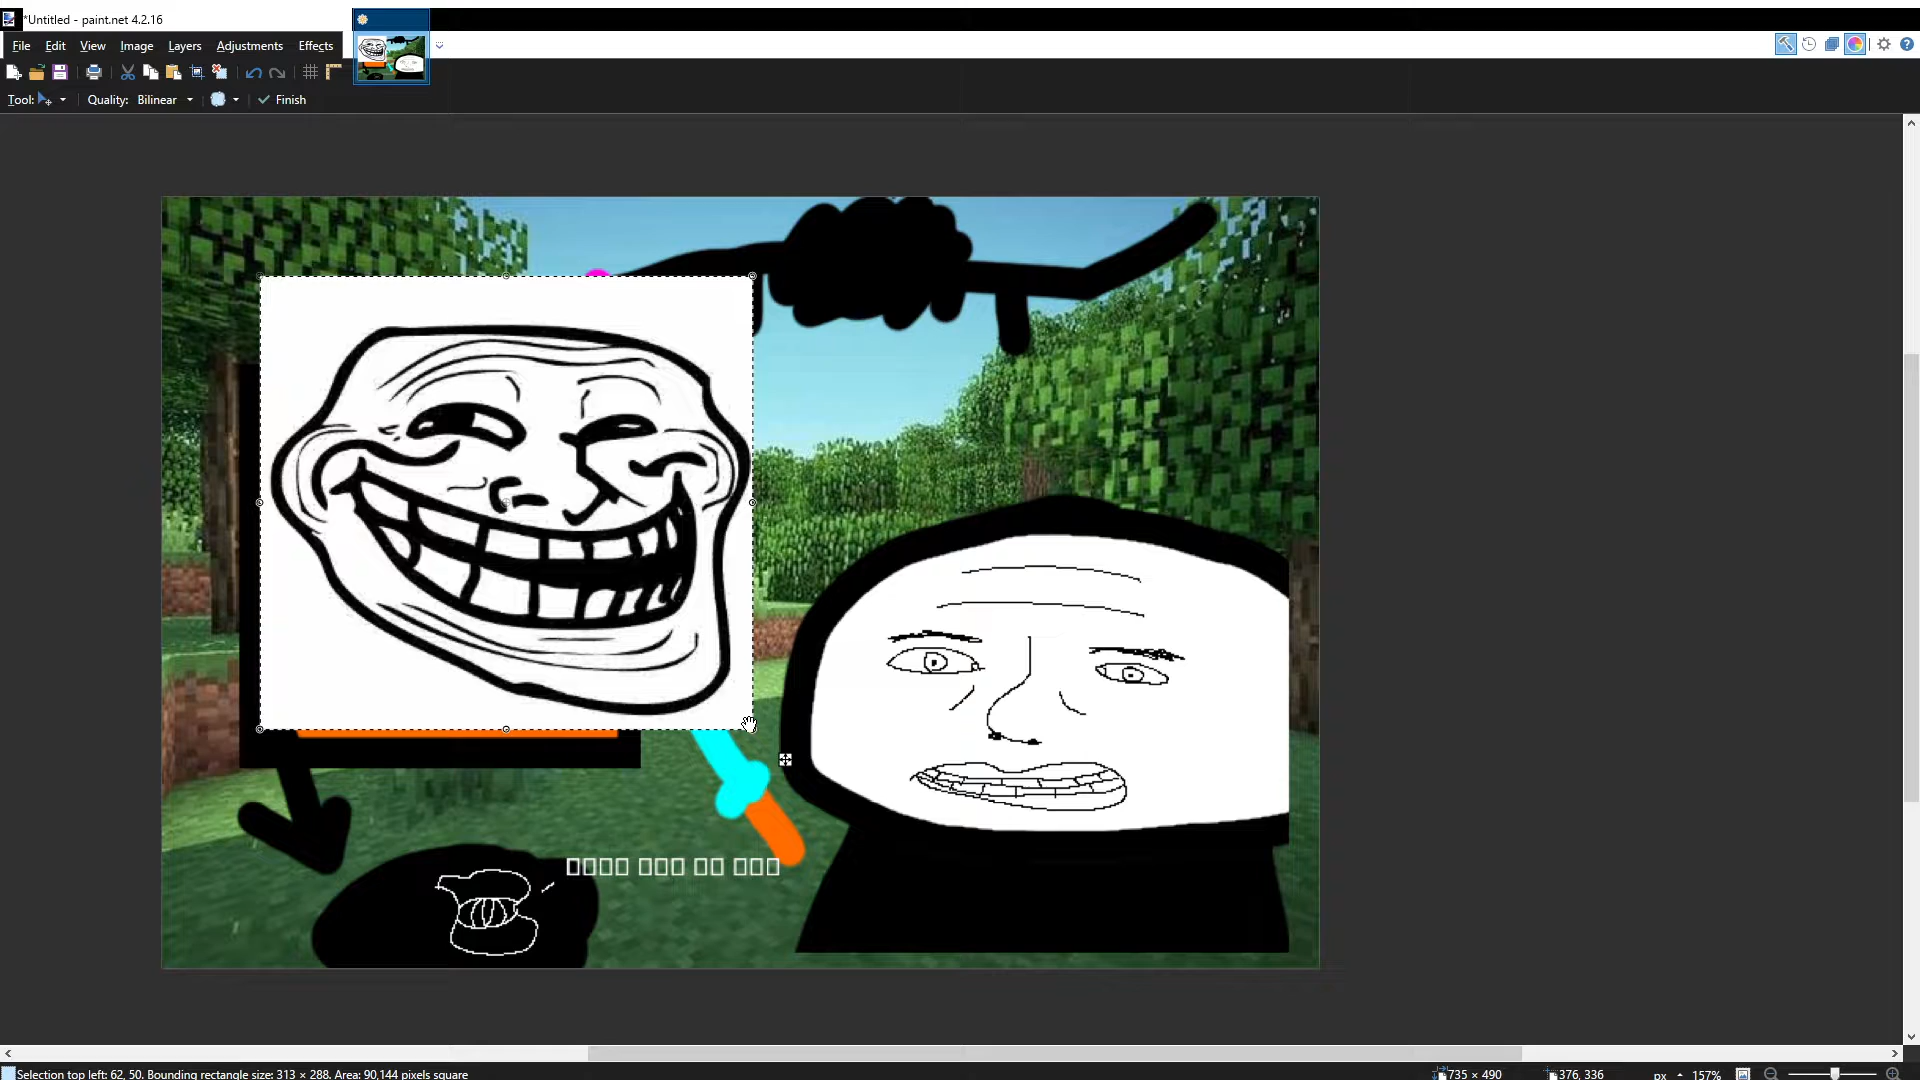 *Untitled - paint.net 4.2.16
File Edit View Image Layers Adjustments Effects
Tool: Quality: Bilinear Finish
Selection top left: 62, 50. Bounding rectangle size: 313 × 288. Area: 90,144 pixels square
735 × 490 376, 336 px 157%